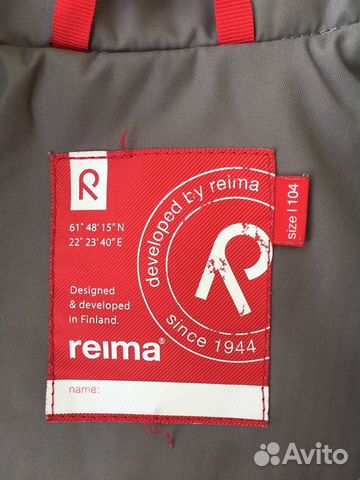 R
61° 48' 15" N
22° 23' 40" E
Designed
& developed
in Finland.
reima®
name:
developed by reima
R
since 1944
size | 104
Avito